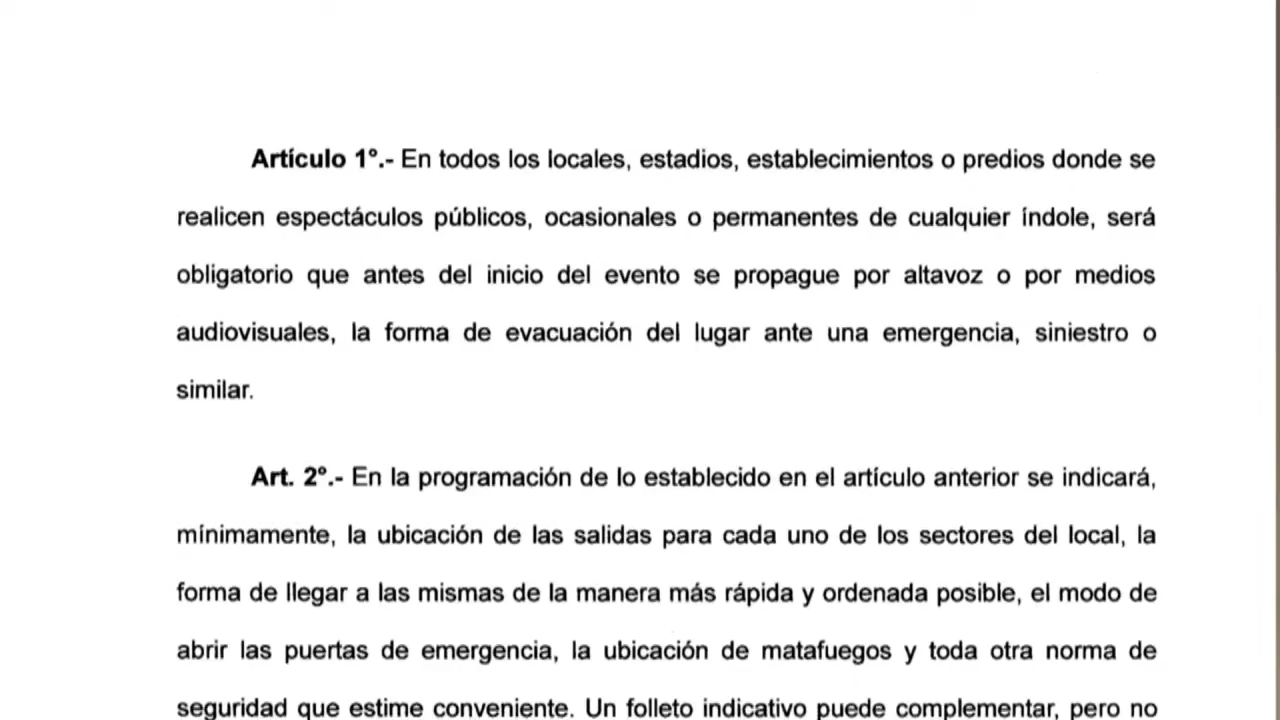 Artículo 1º.- En todos los locales, estadios, establecimientos o predios donde se
realicen espectáculos públicos, ocasionales o permanentes de cualquier índole, será
obligatorio que antes del inicio del evento se propague por altavoz o por medios
audiovisuales, la forma de evacuación del lugar ante una emergencia, siniestro o
similar.
Art. 2º.- En la programación de lo establecido en el artículo anterior se indicará,
mínimamente, la ubicación de las salidas para cada uno de los sectores del local, la
forma de llegar a las mismas de la manera más rápida y ordenada posible, el modo de
abrir las puertas de emergencia, la ubicación de matafuegos y toda otra norma de
seguridad que estime conveniente. Un folleto indicativo puede complementar, pero no